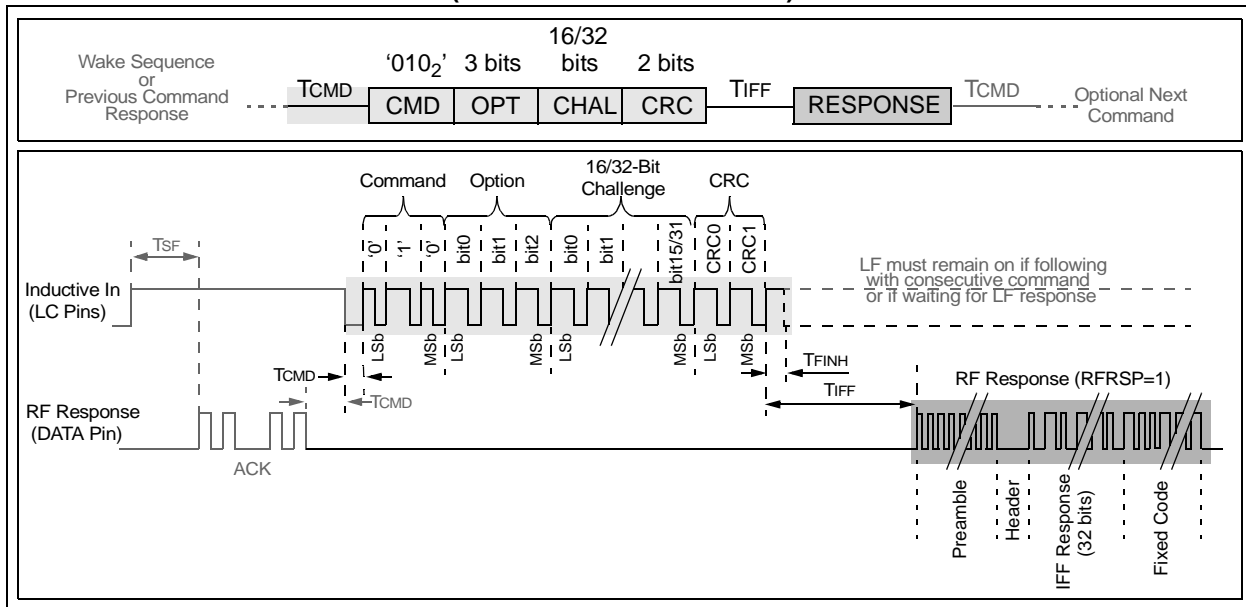 16/32
'010₂' 3 bits bits 2 bits
Wake Sequence
or
Previous Command
Response
TCMD
CMD OPT CHAL CRC
TIFF
RESPONSE
TCMD
Optional Next
Command
16/32-Bit
Command Option Challenge CRC
TSF
'0' '1' '0' bit0 bit1 bit2 bit0 bit1 bit15/31 CRC0 CRC1
Inductive In
(LC Pins)
LF must remain on if following
with consecutive command
or if waiting for LF response
LSb MSb LSb MSb LSb MSb LSb MSb
TCMD
TFINH
TCMD
TIFF
RF Response (RFRSP=1)
RF Response
(DATA Pin)
ACK
Preamble
Header
IFF Response
(32 bits)
Fixed Code